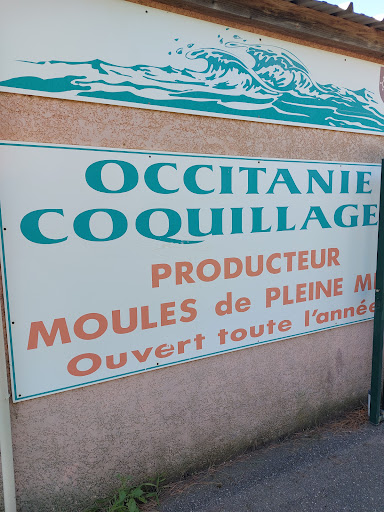 OCCITANIE
COQUILLAGE
PRODUCTEUR
MOULES de PLEINE M
Ouvert toute l'année